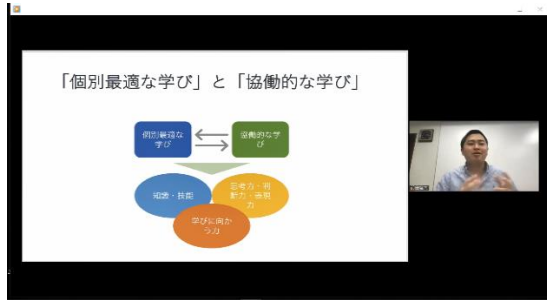 「個別最適な学び」と「協働的な学び」
個別最適な
学び
協働的な学
び
知識・技能
思考力・判
断力・表現
力
学びに向か
う力